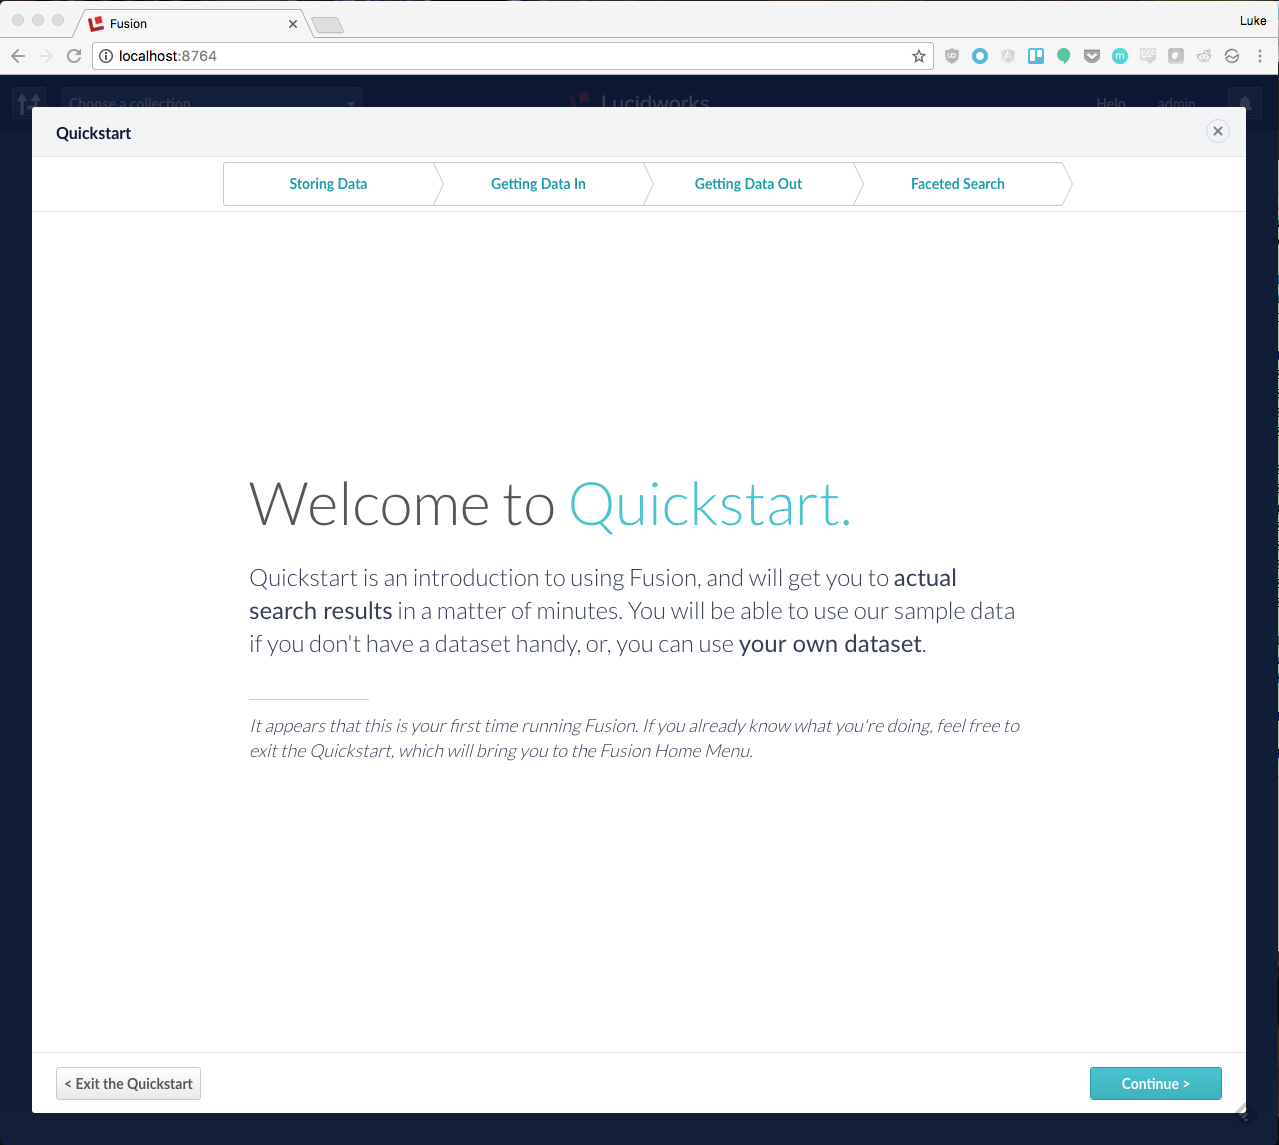 Fusion
Luke
localhost:8764
Choose a collection
Lucidworks
Help
admin
Quickstart
Storing Data
Getting Data In
Getting Data Out
Faceted Search
Welcome to Quickstart.
Quickstart is an introduction to using Fusion, and will get you to actual
search results in a matter of minutes. You will be able to use our sample data
if you don't have a dataset handy, or, you can use your own dataset.
It appears that this is your first time running Fusion. If you already know what you're doing, feel free to
exit the Quickstart, which will bring you to the Fusion Home Menu.
< Exit the Quickstart
Continue >